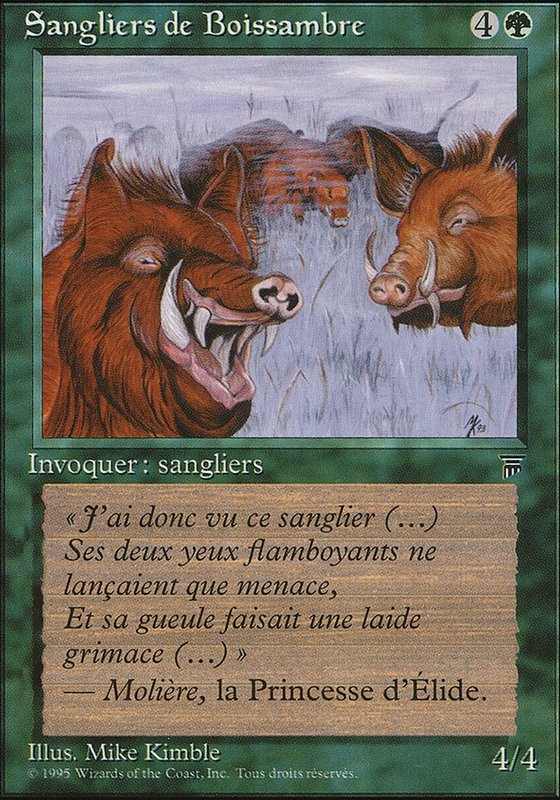 Sangliers de Boissambre 4
MK 93
Invoquer : sangliers
« J'ai donc vu ce sanglier (...)
Ses deux yeux flamboyants ne
lançaient que menace,
Et sa gueule faisait une laide
grimace (...) »
— Molière, la Princesse d'Élide.
Illus. Mike Kimble
4/4
© 1995 Wizards of the Coast, Inc. Tous droits réservés.